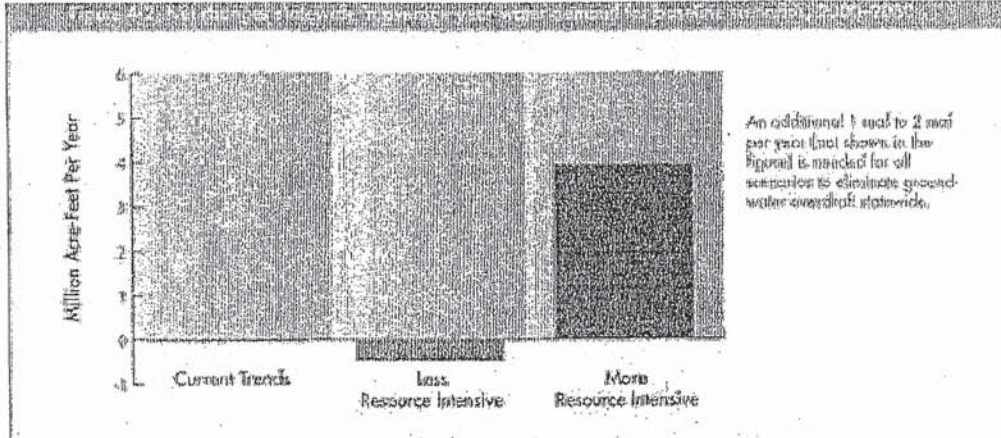 Million Acre-Feet Per Year
6
5
4
3
2
1
0
-1
Current Trends
Less
Resource Intensive
More
Resource Intensive
An additional 1 maf to 2 maf
per year (not shown in the
figure) is needed for all
scenarios to eliminate ground-
water overdraft statewide.